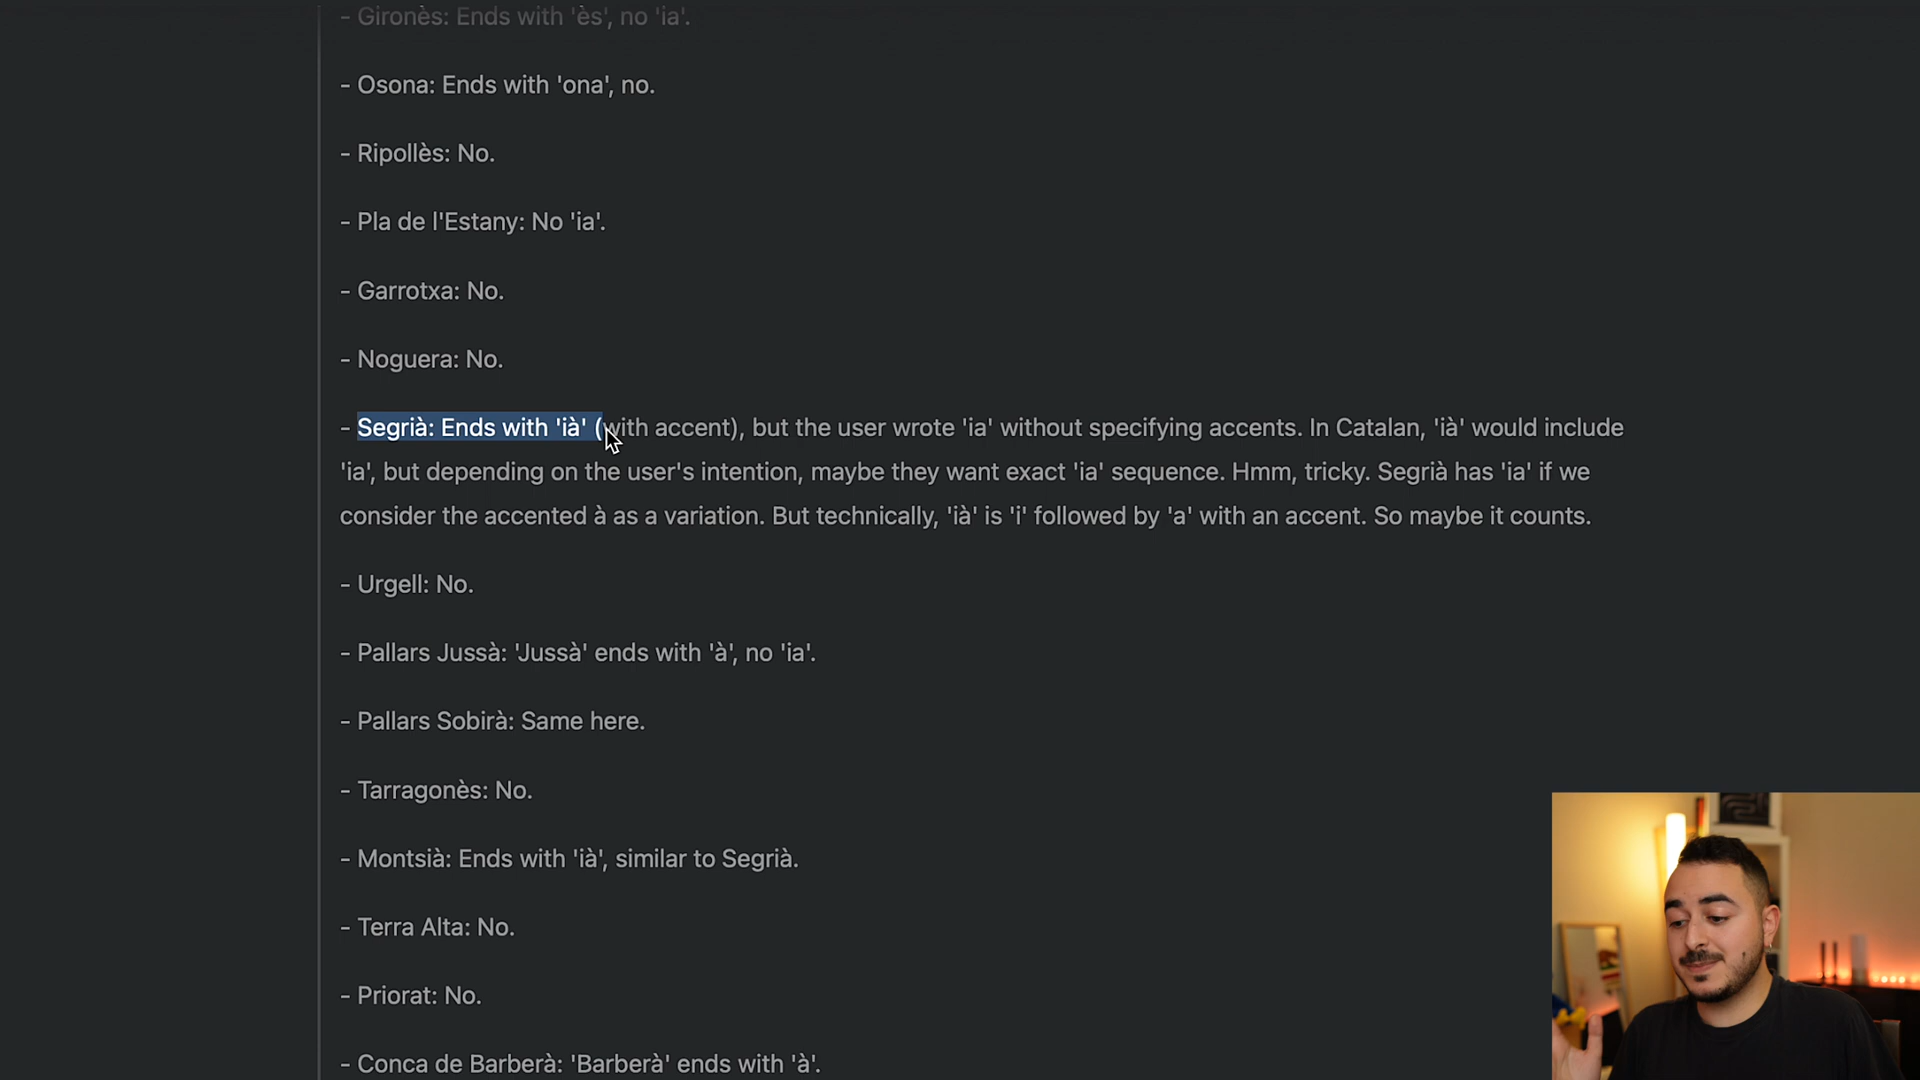 - Gironès: Ends with 'ès', no 'ia'.
- Osona: Ends with 'ona', no.
- Ripollès: No.
- Pla de l'Estany: No 'ia'.
- Garrotxa: No.
- Noguera: No.
- Segrià: Ends with 'ià' (with accent), but the user wrote 'ia' without specifying accents. In Catalan, 'ià' would include
'ia', but depending on the user's intention, maybe they want exact 'ia' sequence. Hmm, tricky. Segrià has 'ia' if we
consider the accented à as a variation. But technically, 'ià' is 'i' followed by 'a' with an accent. So maybe it counts.
- Urgell: No.
- Pallars Jussà: 'Jussà' ends with 'à', no 'ia'.
- Pallars Sobirà: Same here.
- Tarragonès: No.
- Montsià: Ends with 'ià', similar to Segrià.
- Terra Alta: No.
- Priorat: No.
- Conca de Barberà: 'Barberà' ends with 'à'.